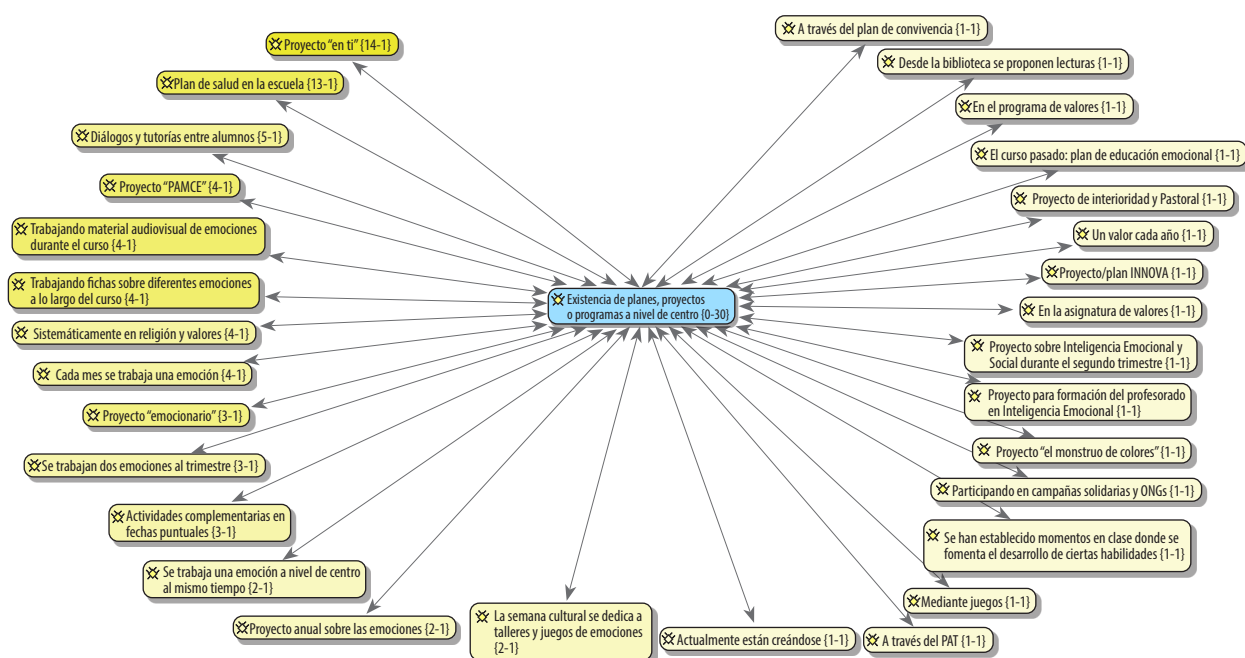 Proyecto “en ti” {14-1}
Plan de salud en la escuela {13-1}
Diálogos y tutorías entre alumnos {5-1}
Proyecto “PAMCE” {4-1}
Trabajando material audiovisual de emociones
durante el curso {4-1}
Trabajando fichas sobre diferentes emociones
a lo largo del curso {4-1}
Sistemáticamente en religión y valores {4-1}
Cada mes se trabaja una emoción {4-1}
Proyecto “emocionario” {3-1}
Se trabajan dos emociones al trimestre {3-1}
Actividades complementarias en
fechas puntuales {3-1}
Se trabaja una emoción a nivel de centro
al mismo tiempo {2-1}
Proyecto anual sobre las emociones {2-1}
La semana cultural se dedica a
talleres y juegos de emociones
{2-1}
Existencia de planes, proyectos
o programas a nivel de centro {0-30}
A través del plan de convivencia {1-1}
Desde la biblioteca se proponen lecturas {1-1}
En el programa de valores {1-1}
El curso pasado: plan de educación emocional {1-1}
Proyecto de interioridad y Pastoral {1-1}
Un valor cada año {1-1}
Proyecto/plan INNOVA {1-1}
En la asignatura de valores {1-1}
Proyecto sobre Inteligencia Emocional y
Social durante el segundo trimestre {1-1}
Proyecto para formación del profesorado
en Inteligencia Emocional {1-1}
Proyecto “el monstruo de colores” {1-1}
Participando en campañas solidarias y ONGs {1-1}
Se han establecido momentos en clase donde se
fomenta el desarrollo de ciertas habilidades {1-1}
Mediante juegos {1-1}
A través del PAT {1-1}
Actualmente están creándose {1-1}